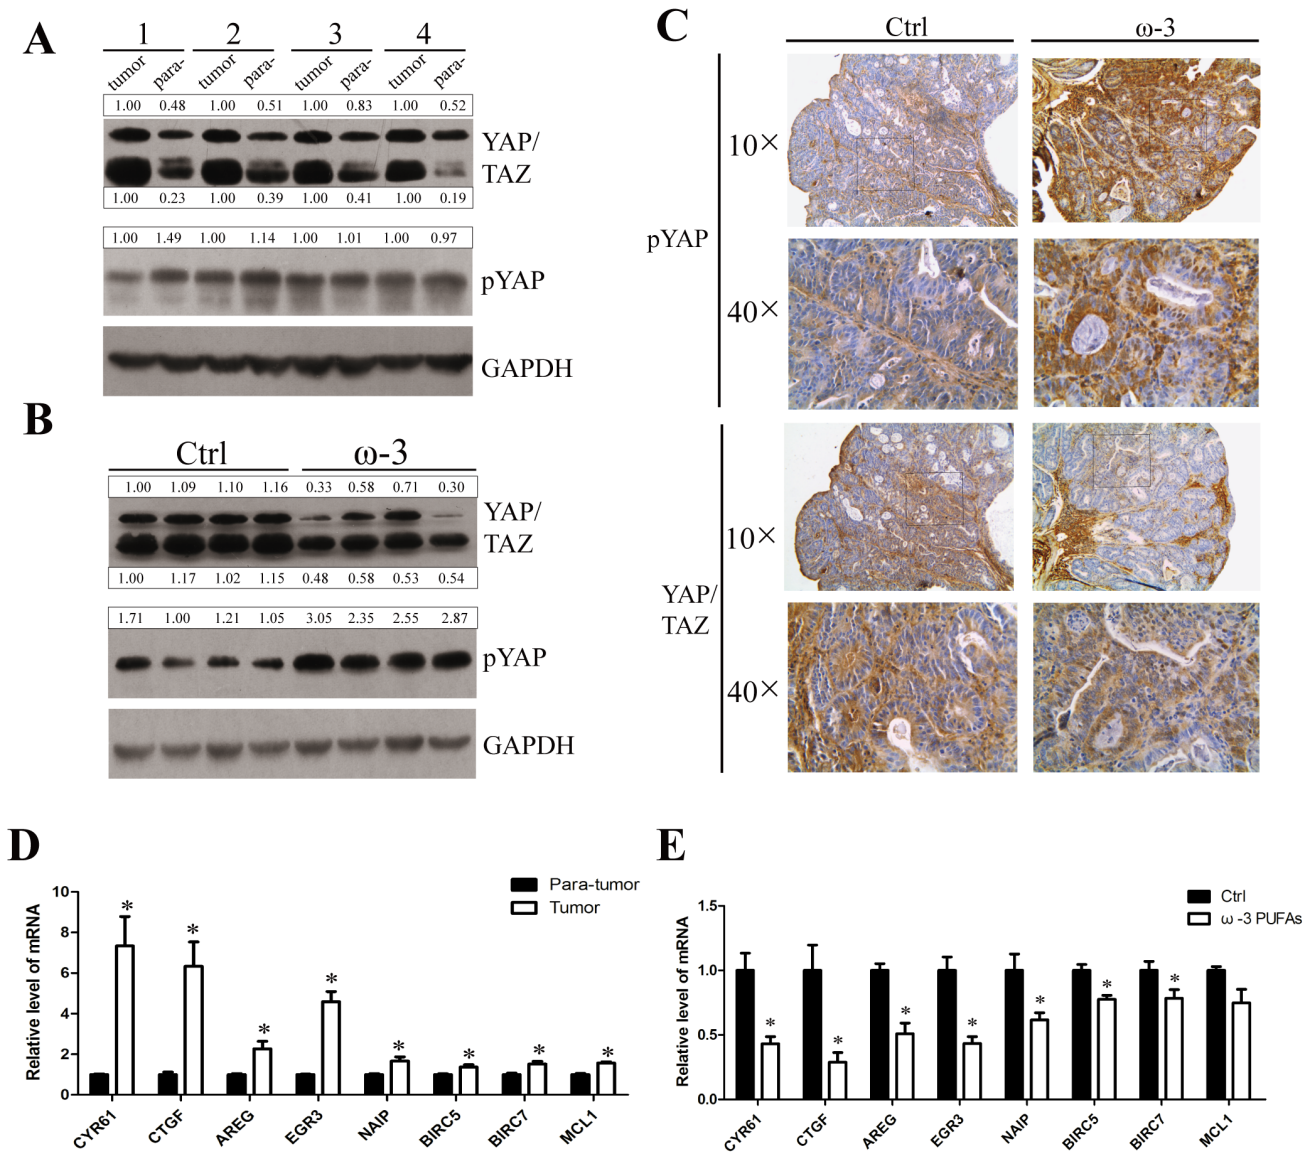 A
1 2 3 4
tumor para- tumor para- tumor para- tumor para-
1.00 0.48 1.00 0.51 1.00 0.83 1.00 0.52
YAP/
TAZ
1.00 0.23 1.00 0.39 1.00 0.41 1.00 0.19
1.00 1.49 1.00 1.14 1.00 1.01 1.00 0.97
pYAP
GAPDH
B
Ctrl ω-3
1.00 1.09 1.10 1.16 0.33 0.58 0.71 0.30
YAP/
TAZ
1.00 1.17 1.02 1.15 0.48 0.58 0.53 0.54
1.71 1.00 1.21 1.05 3.05 2.35 2.55 2.87
pYAP
GAPDH
C
Ctrl ω-3
10×
pYAP
40×
10×
YAP/
TAZ
40×
D
Para-tumor
Tumor
Relative level of mRNA
10
8
6
4
2
0
* * * * * * * *
CYR61 CTGF AREG EGR3 NAIP BIRC5 BIRC7 MCL1
E
Ctrl
ω -3 PUFAs
Relative level of mRNA
1.5
1.0
0.5
0.0
* * * * * * *
CYR61 CTGF AREG EGR3 NAIP BIRC5 BIRC7 MCL1